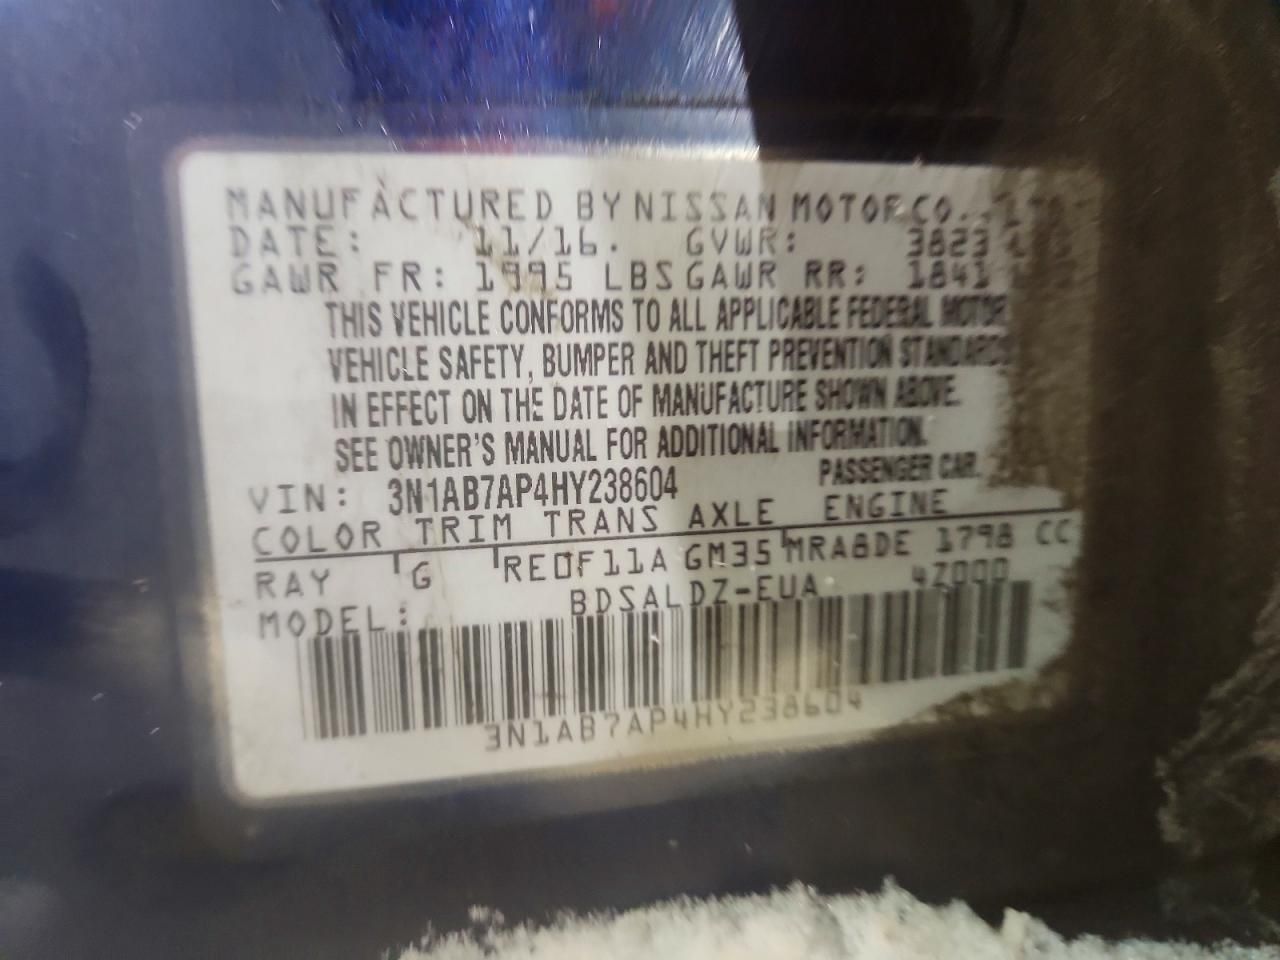 MANUFACTURED BY NISSAN MOTOR CO.,
DATE: 11/16. GVWR: 3823
GAWR FR: 1995 LBS GAWR RR: 1841
THIS VEHICLE CONFORMS TO ALL APPLICABLE FEDERAL MOTOR
VEHICLE SAFETY, BUMPER AND THEFT PREVENTION STANDARDS
IN EFFECT ON THE DATE OF MANUFACTURE SHOWN ABOVE.
SEE OWNER'S MANUAL FOR ADDITIONAL INFORMATION.
VIN: 3N1AB7AP4HY238604 PASSENGER CAR.
COLOR TRIM TRANS AXLE ENGINE
RAY G RE0F11A GM35 MRA8DE 1798 CC
MODEL: BDSALDZ-EUA 4Z000
3N1AB7AP4HY238604